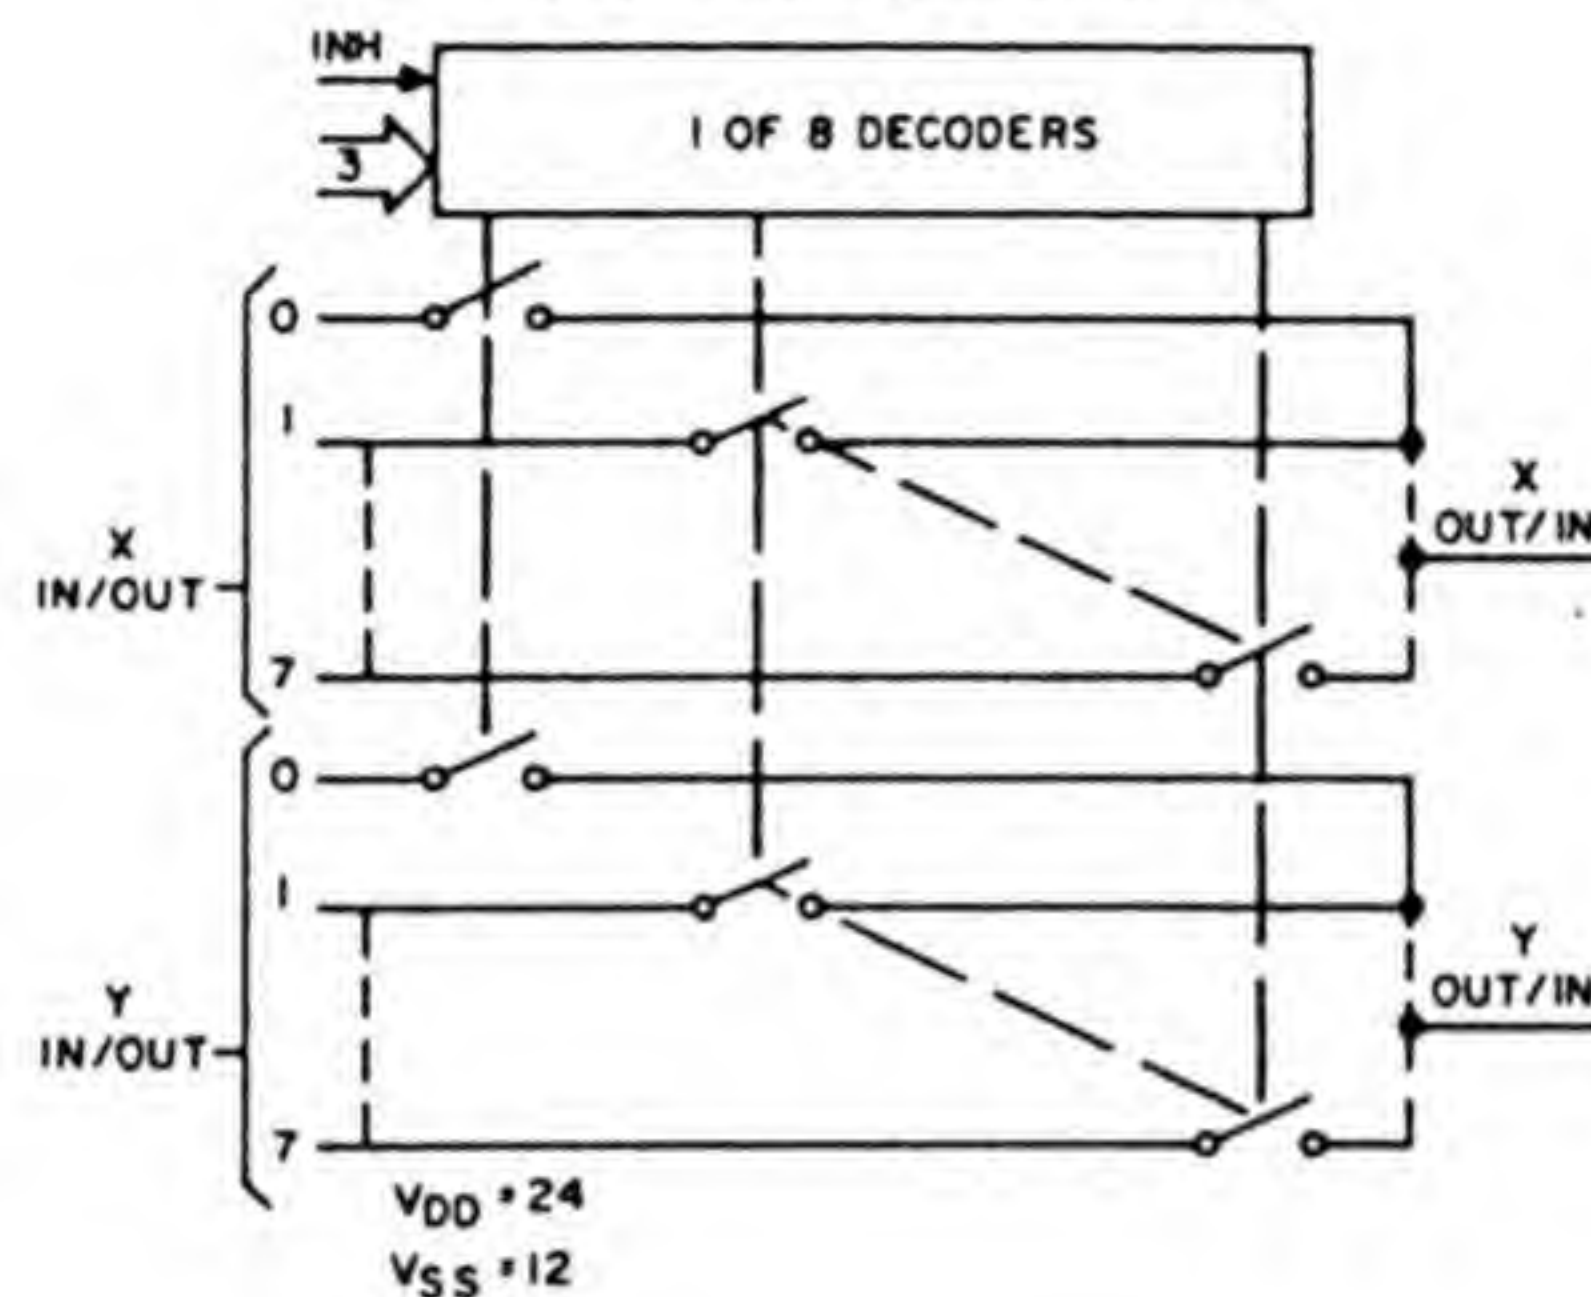 INH
1 OF 8 DECODERS
3
0
1
X
OUT/IN
X
IN/OUT
7
0
1
Y
OUT/IN
Y
IN/OUT
7
VDD = 24
VSS = 12